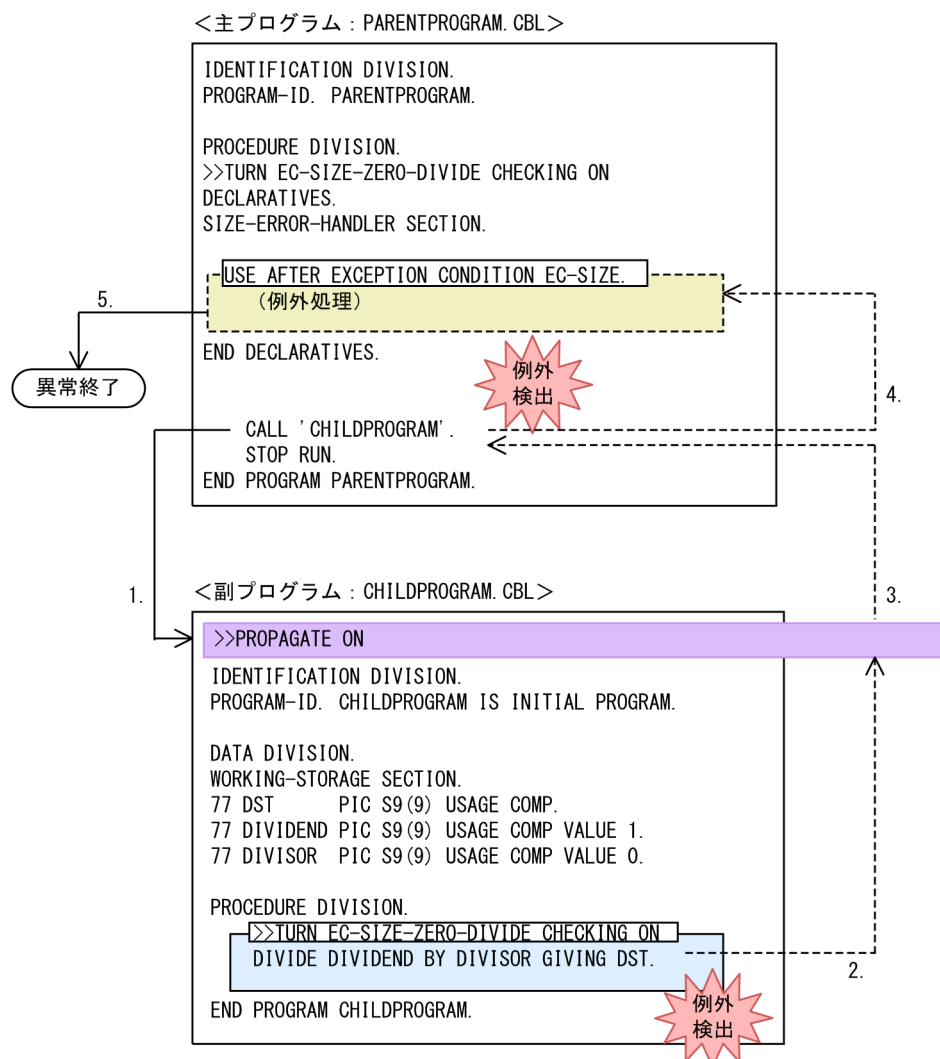 <主プログラム:PARENTPROGRAM.CBL>
IDENTIFICATION DIVISION.
PROGRAM-ID. PARENTPROGRAM.
PROCEDURE DIVISION.
>>TURN EC-SIZE-ZERO-DIVIDE CHECKING ON
DECLARATIVES.
SIZE-ERROR-HANDLER SECTION.
USE AFTER EXCEPTION CONDITION EC-SIZE.
(例外処理)
5.
END DECLARATIVES.
異常終了
例外
検出
4.
CALL 'CHILDPROGRAM'.
STOP RUN.
END PROGRAM PARENTPROGRAM.
1.
<副プログラム:CHILDPROGRAM.CBL>
3.
>>PROPAGATE ON
IDENTIFICATION DIVISION.
PROGRAM-ID. CHILDPROGRAM IS INITIAL PROGRAM.
DATA DIVISION.
WORKING-STORAGE SECTION.
77 DST      PIC S9(9) USAGE COMP.
77 DIVIDEND PIC S9(9) USAGE COMP VALUE 1.
77 DIVISOR  PIC S9(9) USAGE COMP VALUE 0.
PROCEDURE DIVISION.
>>TURN EC-SIZE-ZERO-DIVIDE CHECKING ON
DIVIDE DIVIDEND BY DIVISOR GIVING DST.
2.
END PROGRAM CHILDPROGRAM.
例外
検出